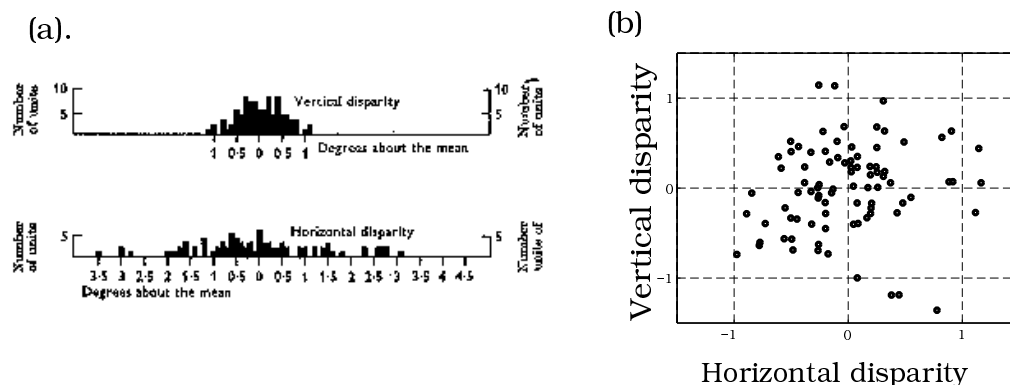 (a).
10
5
Number
of units
Vertical disparity
10
5
Number
of units
1 0·5 0 0·5 1
Degrees about the mean
5
Number
of units
Horizontal disparity
5
Number
of
3·5 3 2·5 2 1·5 1 0·5 0 0·5 1 1·5 2 2·5 3 3·5 4 4·5
Degrees about the mean
(b)
Vertical disparity
1
0
−1
−1 0 1
Horizontal disparity